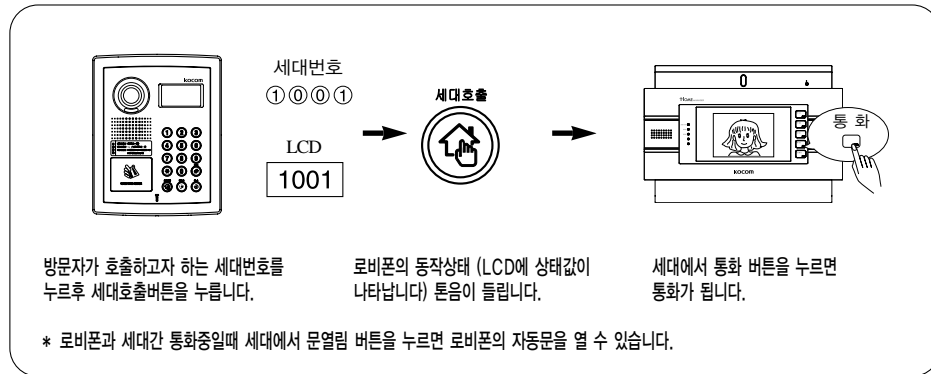 kocom
세대번호
①⓪⓪①
LCD
1001
세대호출
통 화
KOCOM
방문자가 호출하고자 하는 세대번호를
누르후 세대호출버튼을 누릅니다.
로비폰의 동작상태 (LCD에 상태값이
나타납니다) 톤음이 들립니다.
세대에서 통화 버튼을 누르면
통화가 됩니다.
* 로비폰과 세대간 통화중일때 세대에서 문열림 버튼을 누르면 로비폰의 자동문을 열 수 있습니다.